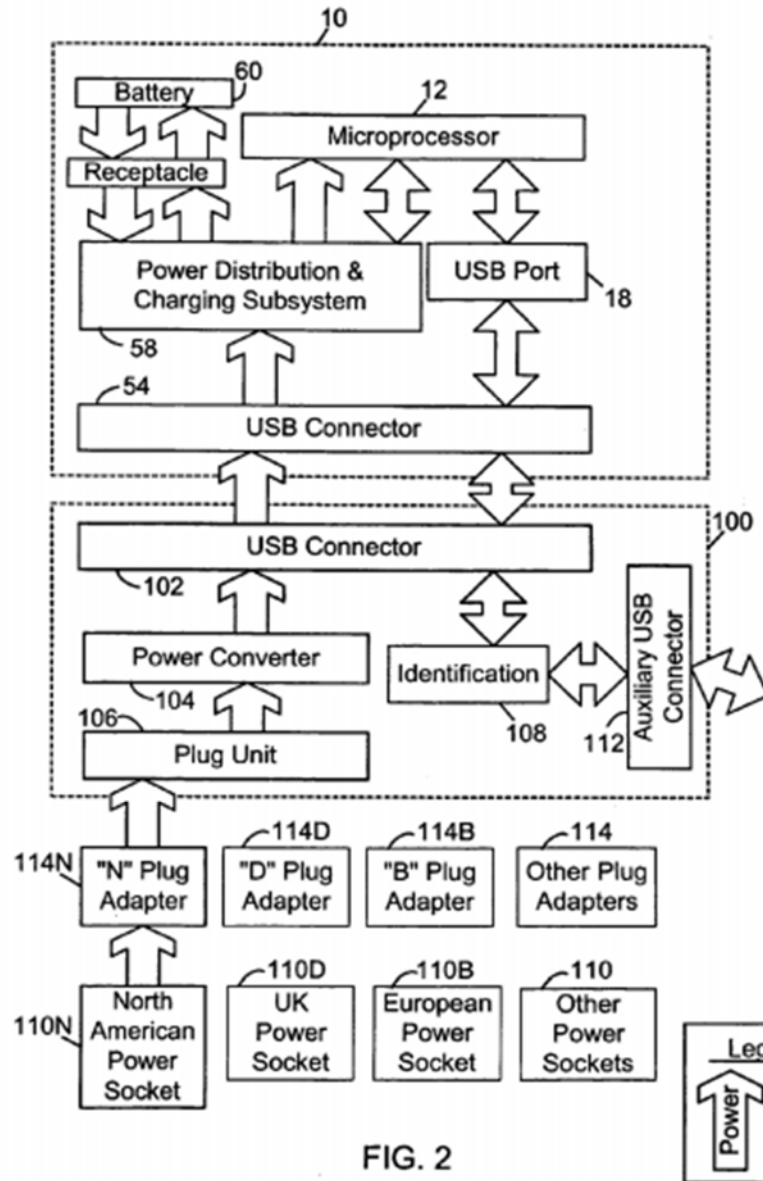 10
60
Battery
12
Microprocessor
Receptacle
Power Distribution &
Charging Subsystem
USB Port
18
58
54
USB Connector
100
USB Connector
102
Power Converter
104
Identification
108
Auxiliary USB
Connector
112
106
Plug Unit
114N
"N" Plug
Adapter
114D
"D" Plug
Adapter
114B
"B" Plug
Adapter
114
Other Plug
Adapters
110N
North
American
Power
Socket
110D
UK
Power
Socket
110B
European
Power
Socket
110
Other
Power
Sockets
Leg
Power
FIG. 2